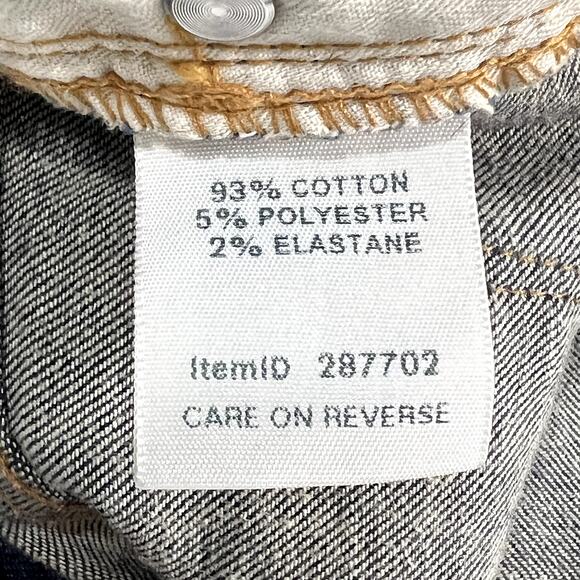 93% COTTON
5% POLYESTER
2% ELASTANE
ItemID 287702
CARE ON REVERSE